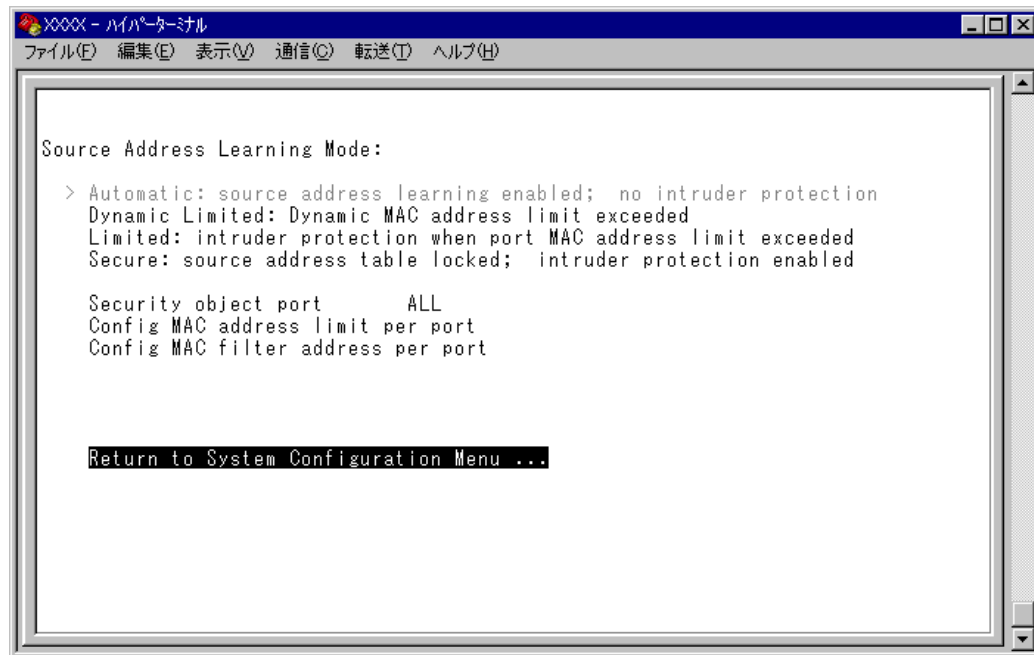 XXXX - ハイパーターミナル
ファイル(F) 編集(E) 表示(V) 通信(C) 転送(T) ヘルプ(H)
Source Address Learning Mode:
> Automatic: source address learning enabled; no intruder protection
Dynamic Limited: Dynamic MAC address limit exceeded
Limited: intruder protection when port MAC address limit exceeded
Secure: source address table locked; intruder protection enabled
Security object port ALL
Config MAC address limit per port
Config MAC filter address per port
Return to System Configuration Menu ...